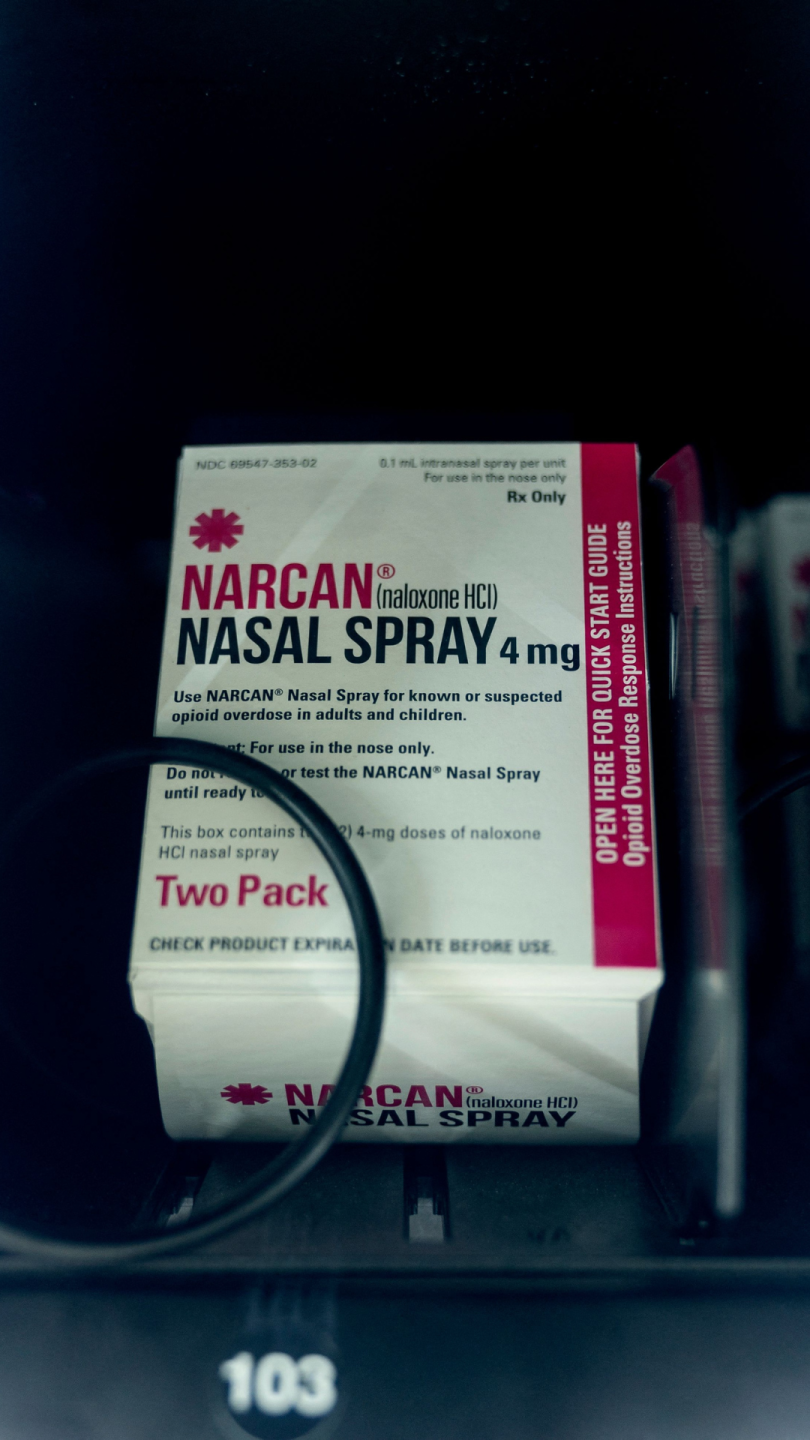 NDC 69547-353-02
0.1 mL intranasal spray per unit
For use in the nose only
Rx Only
NARCAN® (naloxone HCl)
NASAL SPRAY 4 mg
Use NARCAN® Nasal Spray for known or suspected
opioid overdose in adults and children.
For use in the nose only.
Do not or test the NARCAN® Nasal Spray
until ready
This box contains 4-mg doses of naloxone
HCl nasal spray
Two Pack
CHECK PRODUCT DATE BEFORE USE.
OPEN HERE FOR QUICK START GUIDE
Opioid Overdose Response Instructions
NARCAN® (naloxone HCl)
NASAL SPRAY
103